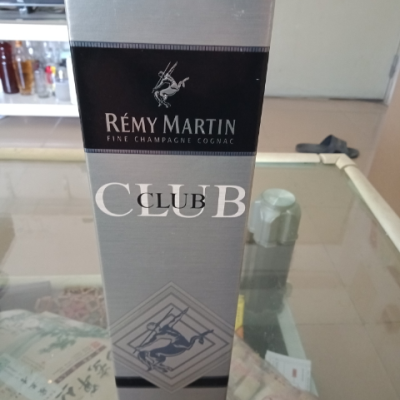 RÉMY MARTIN
FINE CHAMPAGNE COGNAC
CLUB
CLUB